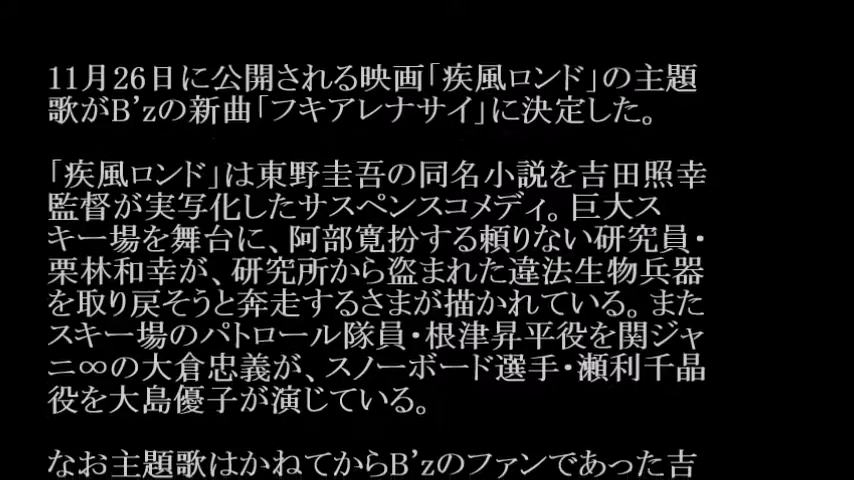 11月26日に公開される映画「疾風ロンド」の主題
歌がB'zの新曲「フキアレナサイ」に決定した。
「疾風ロンド」は東野圭吾の同名小説を吉田照幸
監督が実写化したサスペンスコメディ。巨大ス
キー場を舞台に、阿部寛扮する頼りない研究員・
栗林和幸が、研究所から盗まれた違法生物兵器
を取り戻そうと奔走するさまが描かれている。また
スキー場のパトロール隊員・根津昇平役を関ジャ
ニ∞の大倉忠義が、スノーボード選手・瀬利千晶
役を大島優子が演じている。
なお主題歌はかねてからB'zのファンであった吉